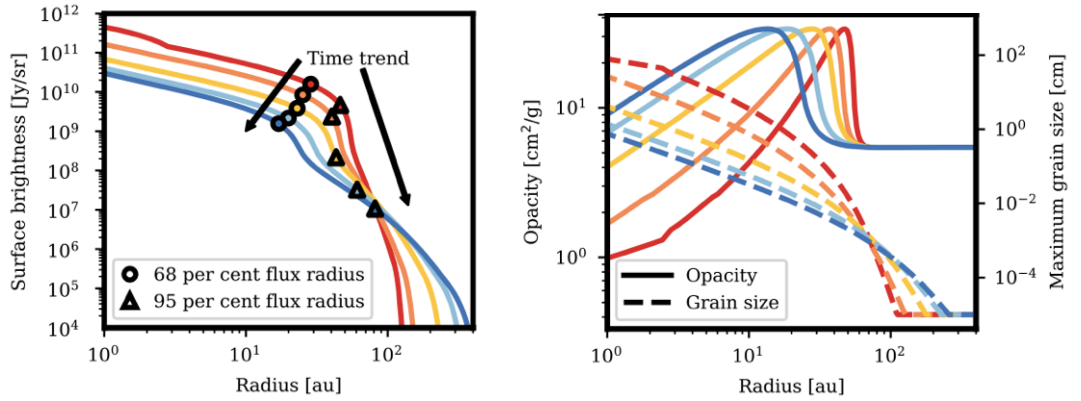 Surface brightness [Jy/sr]
10¹²
10¹¹
10¹⁰
10⁹
10⁸
10⁷
10⁶
10⁵
10⁴
Time trend
68 per cent flux radius
95 per cent flux radius
10⁰
10¹
10²
Radius [au]
Opacity [cm²/g]
10¹
10⁰
Opacity
Grain size
10⁰
10¹
10²
Radius [au]
10²
10⁰
10⁻²
10⁻⁴
Maximum grain size [cm]